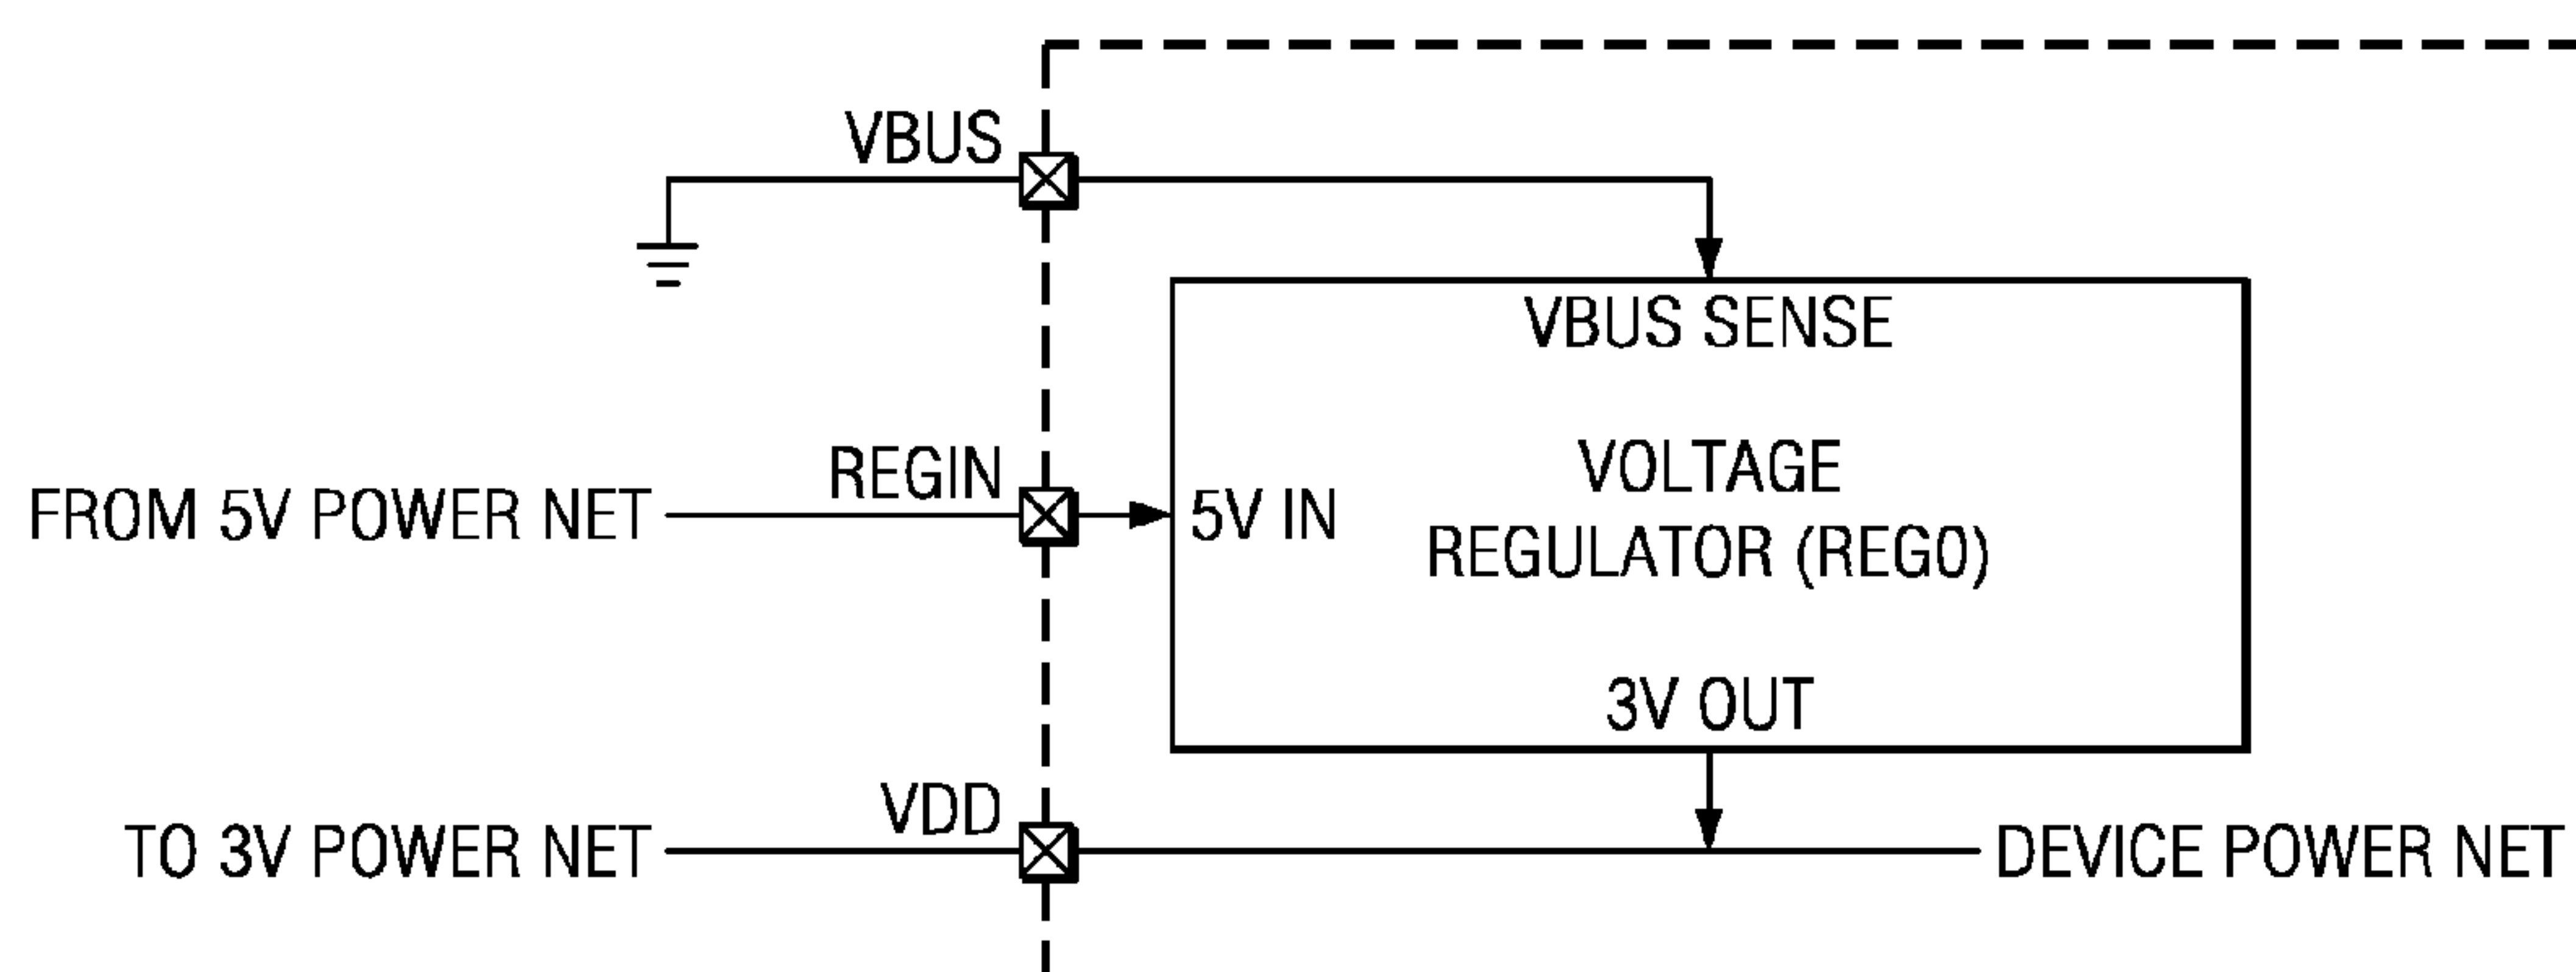 VBUS
VBUS SENSE
REGIN
FROM 5V POWER NET
5V IN
VOLTAGE
REGULATOR (REG0)
3V OUT
VDD
TO 3V POWER NET
DEVICE POWER NET